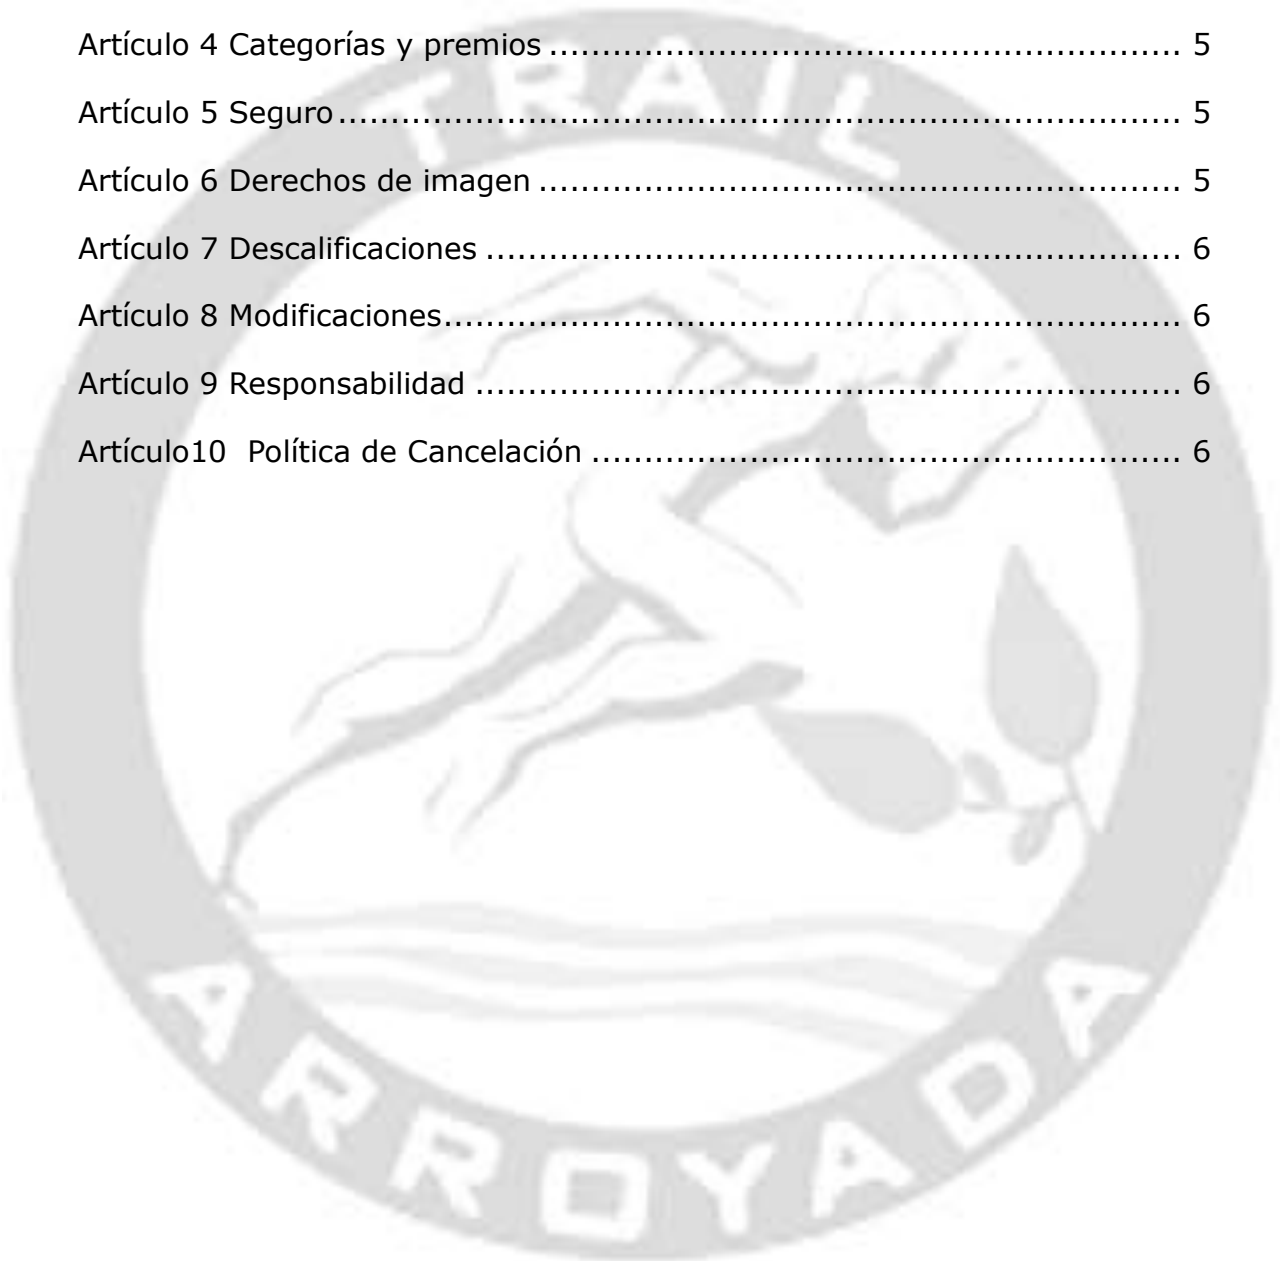 TRAIL
Artículo 4 Categorías y premios ............................................................ 5
Artículo 5 Seguro ................................................................................ 5
Artículo 6 Derechos de imagen ............................................................. 5
Artículo 7 Descalificaciones .................................................................. 6
Artículo 8 Modificaciones...................................................................... 6
Artículo 9 Responsabilidad ................................................................... 6
Artículo10  Política de Cancelación ........................................................ 6
ARROYADA